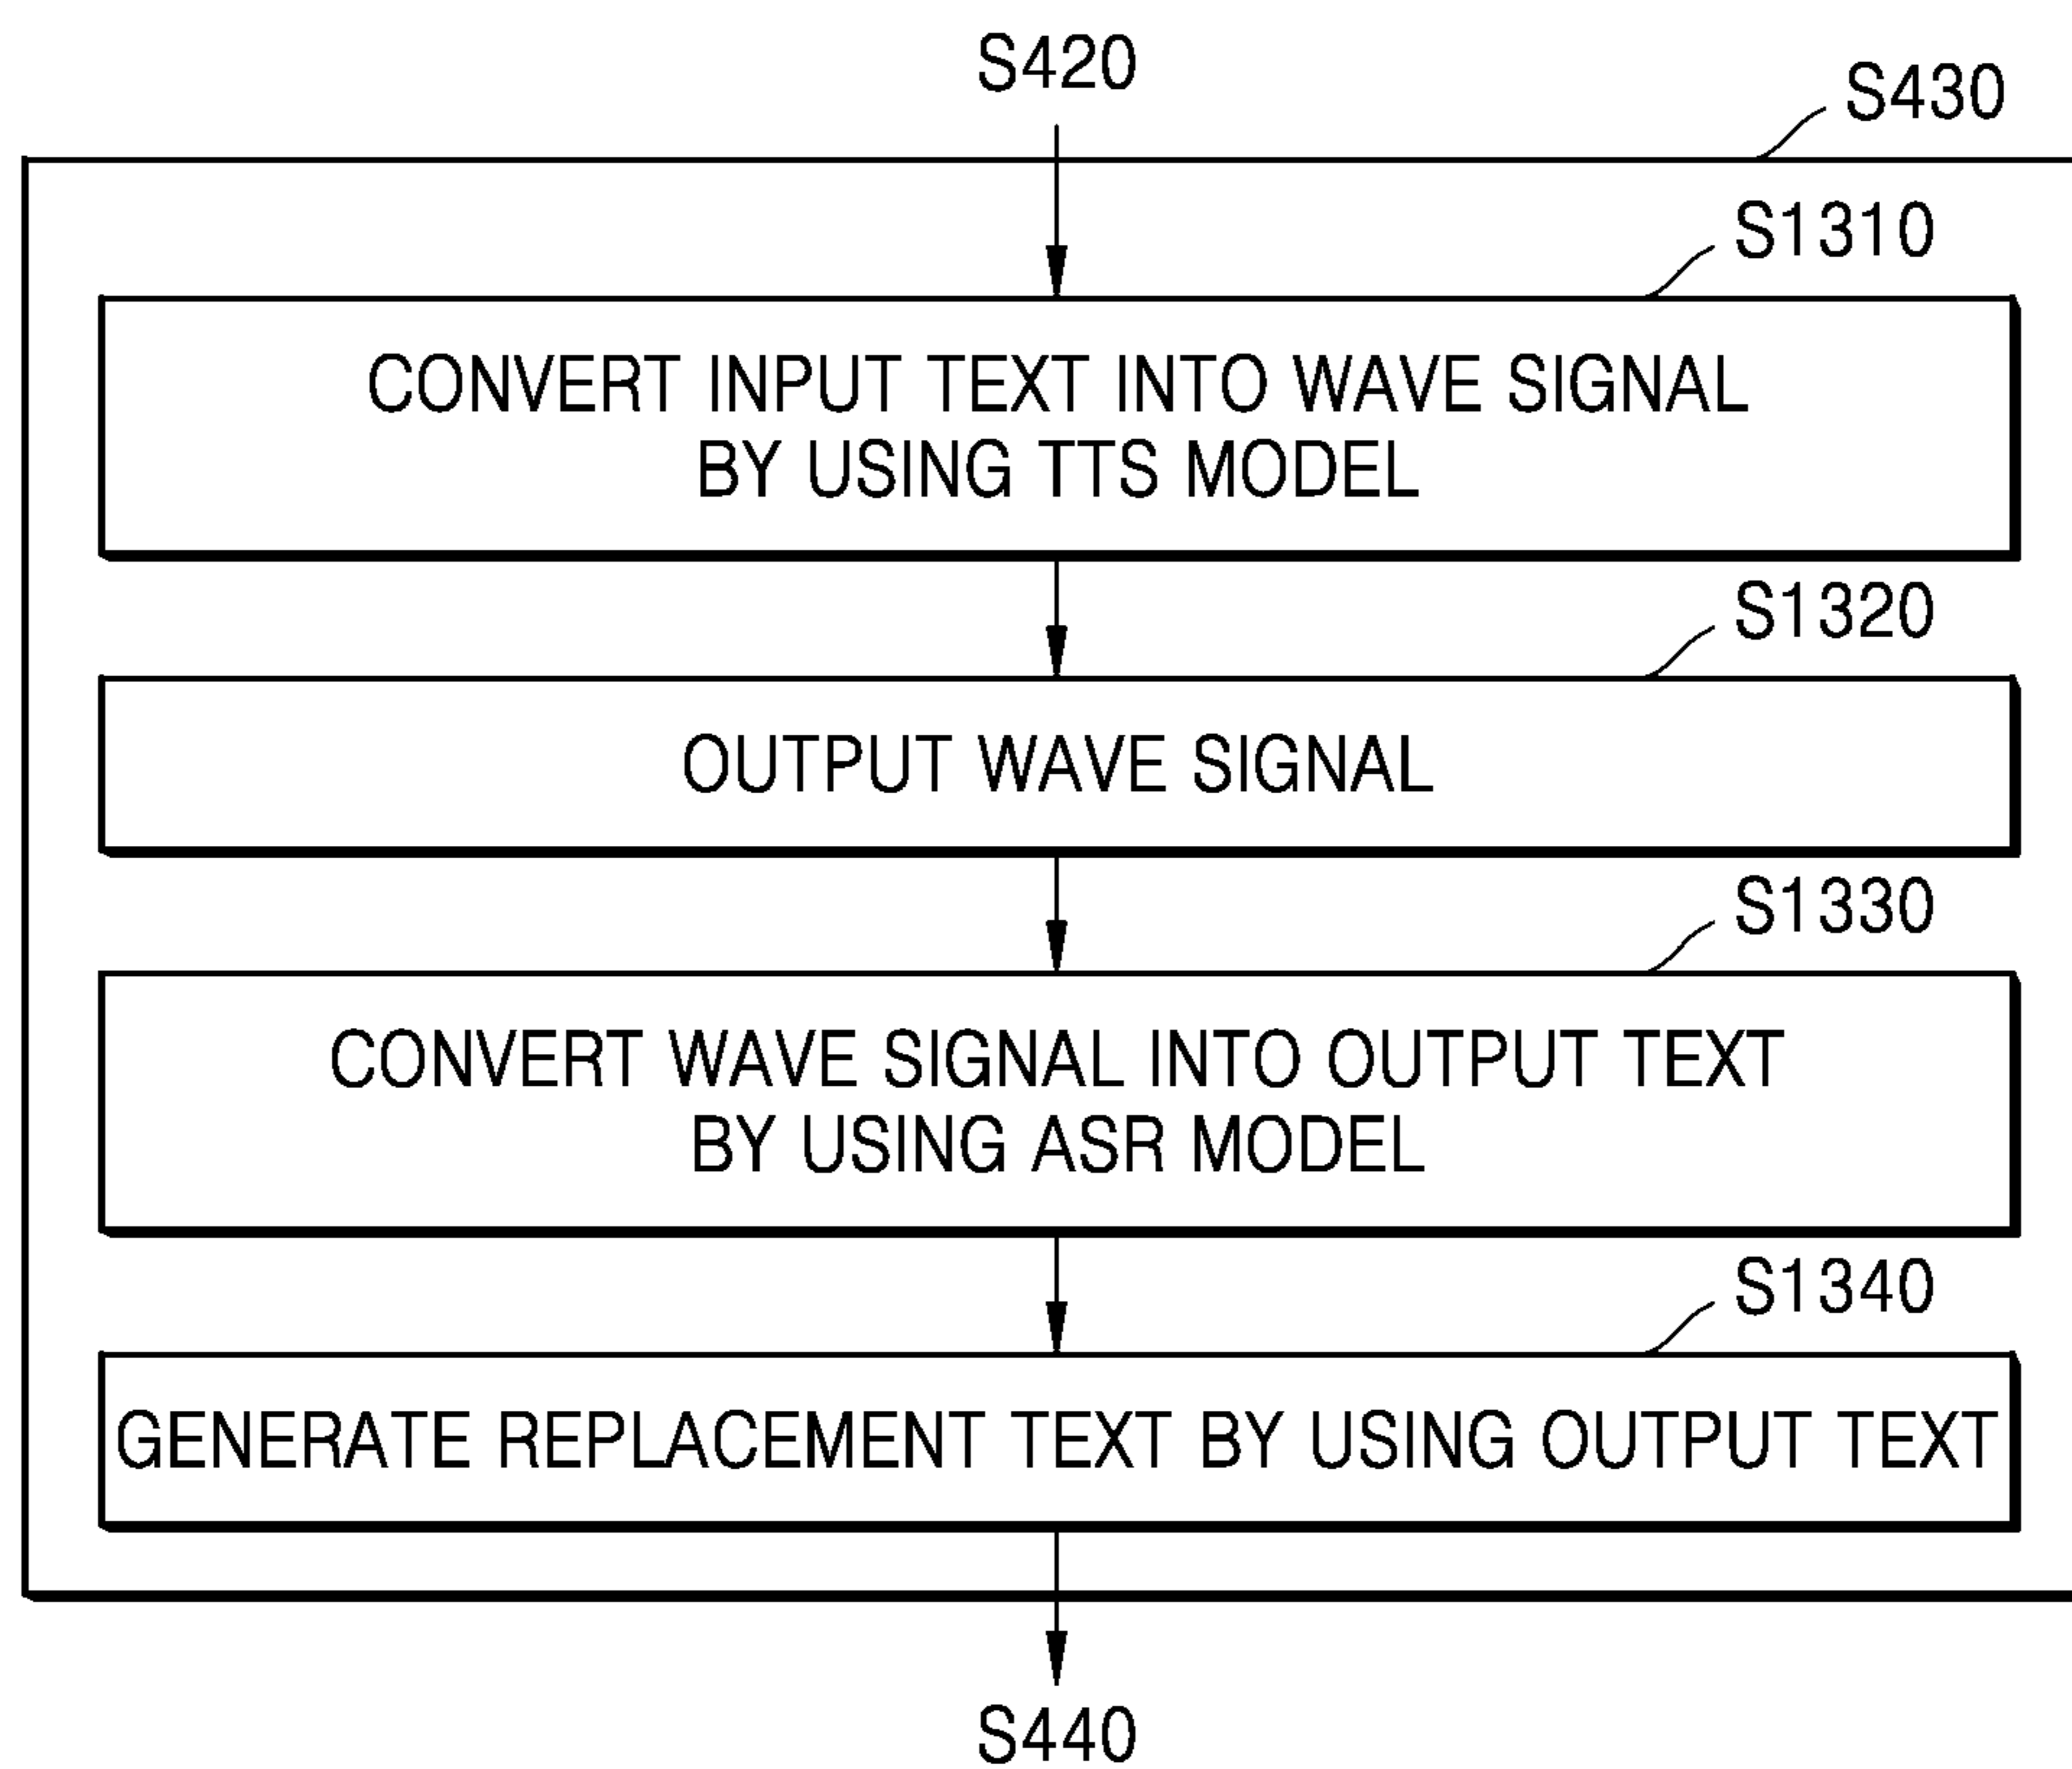 S420
S430
S1310
CONVERT INPUT TEXT INTO WAVE SIGNAL
BY USING TTS MODEL
S1320
OUTPUT WAVE SIGNAL
S1330
CONVERT WAVE SIGNAL INTO OUTPUT TEXT
BY USING ASR MODEL
S1340
GENERATE REPLACEMENT TEXT BY USING OUTPUT TEXT
S440